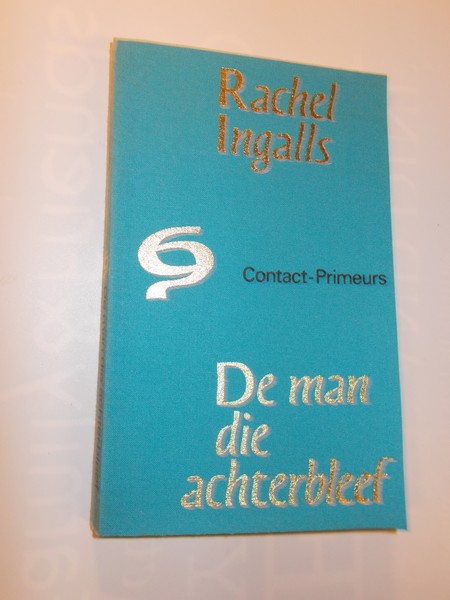 Rachel
Ingalls
Contact-Primeurs
De man
die
achterbleef